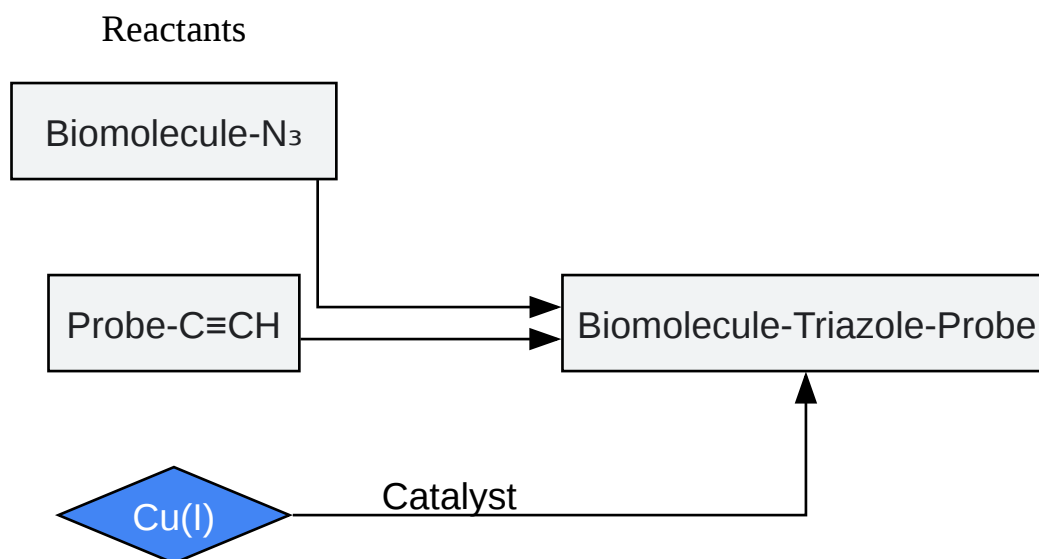 Reactants
Biomolecule-N₃
Probe-C≡CH
Biomolecule-Triazole-Probe
Catalyst
Cu(I)